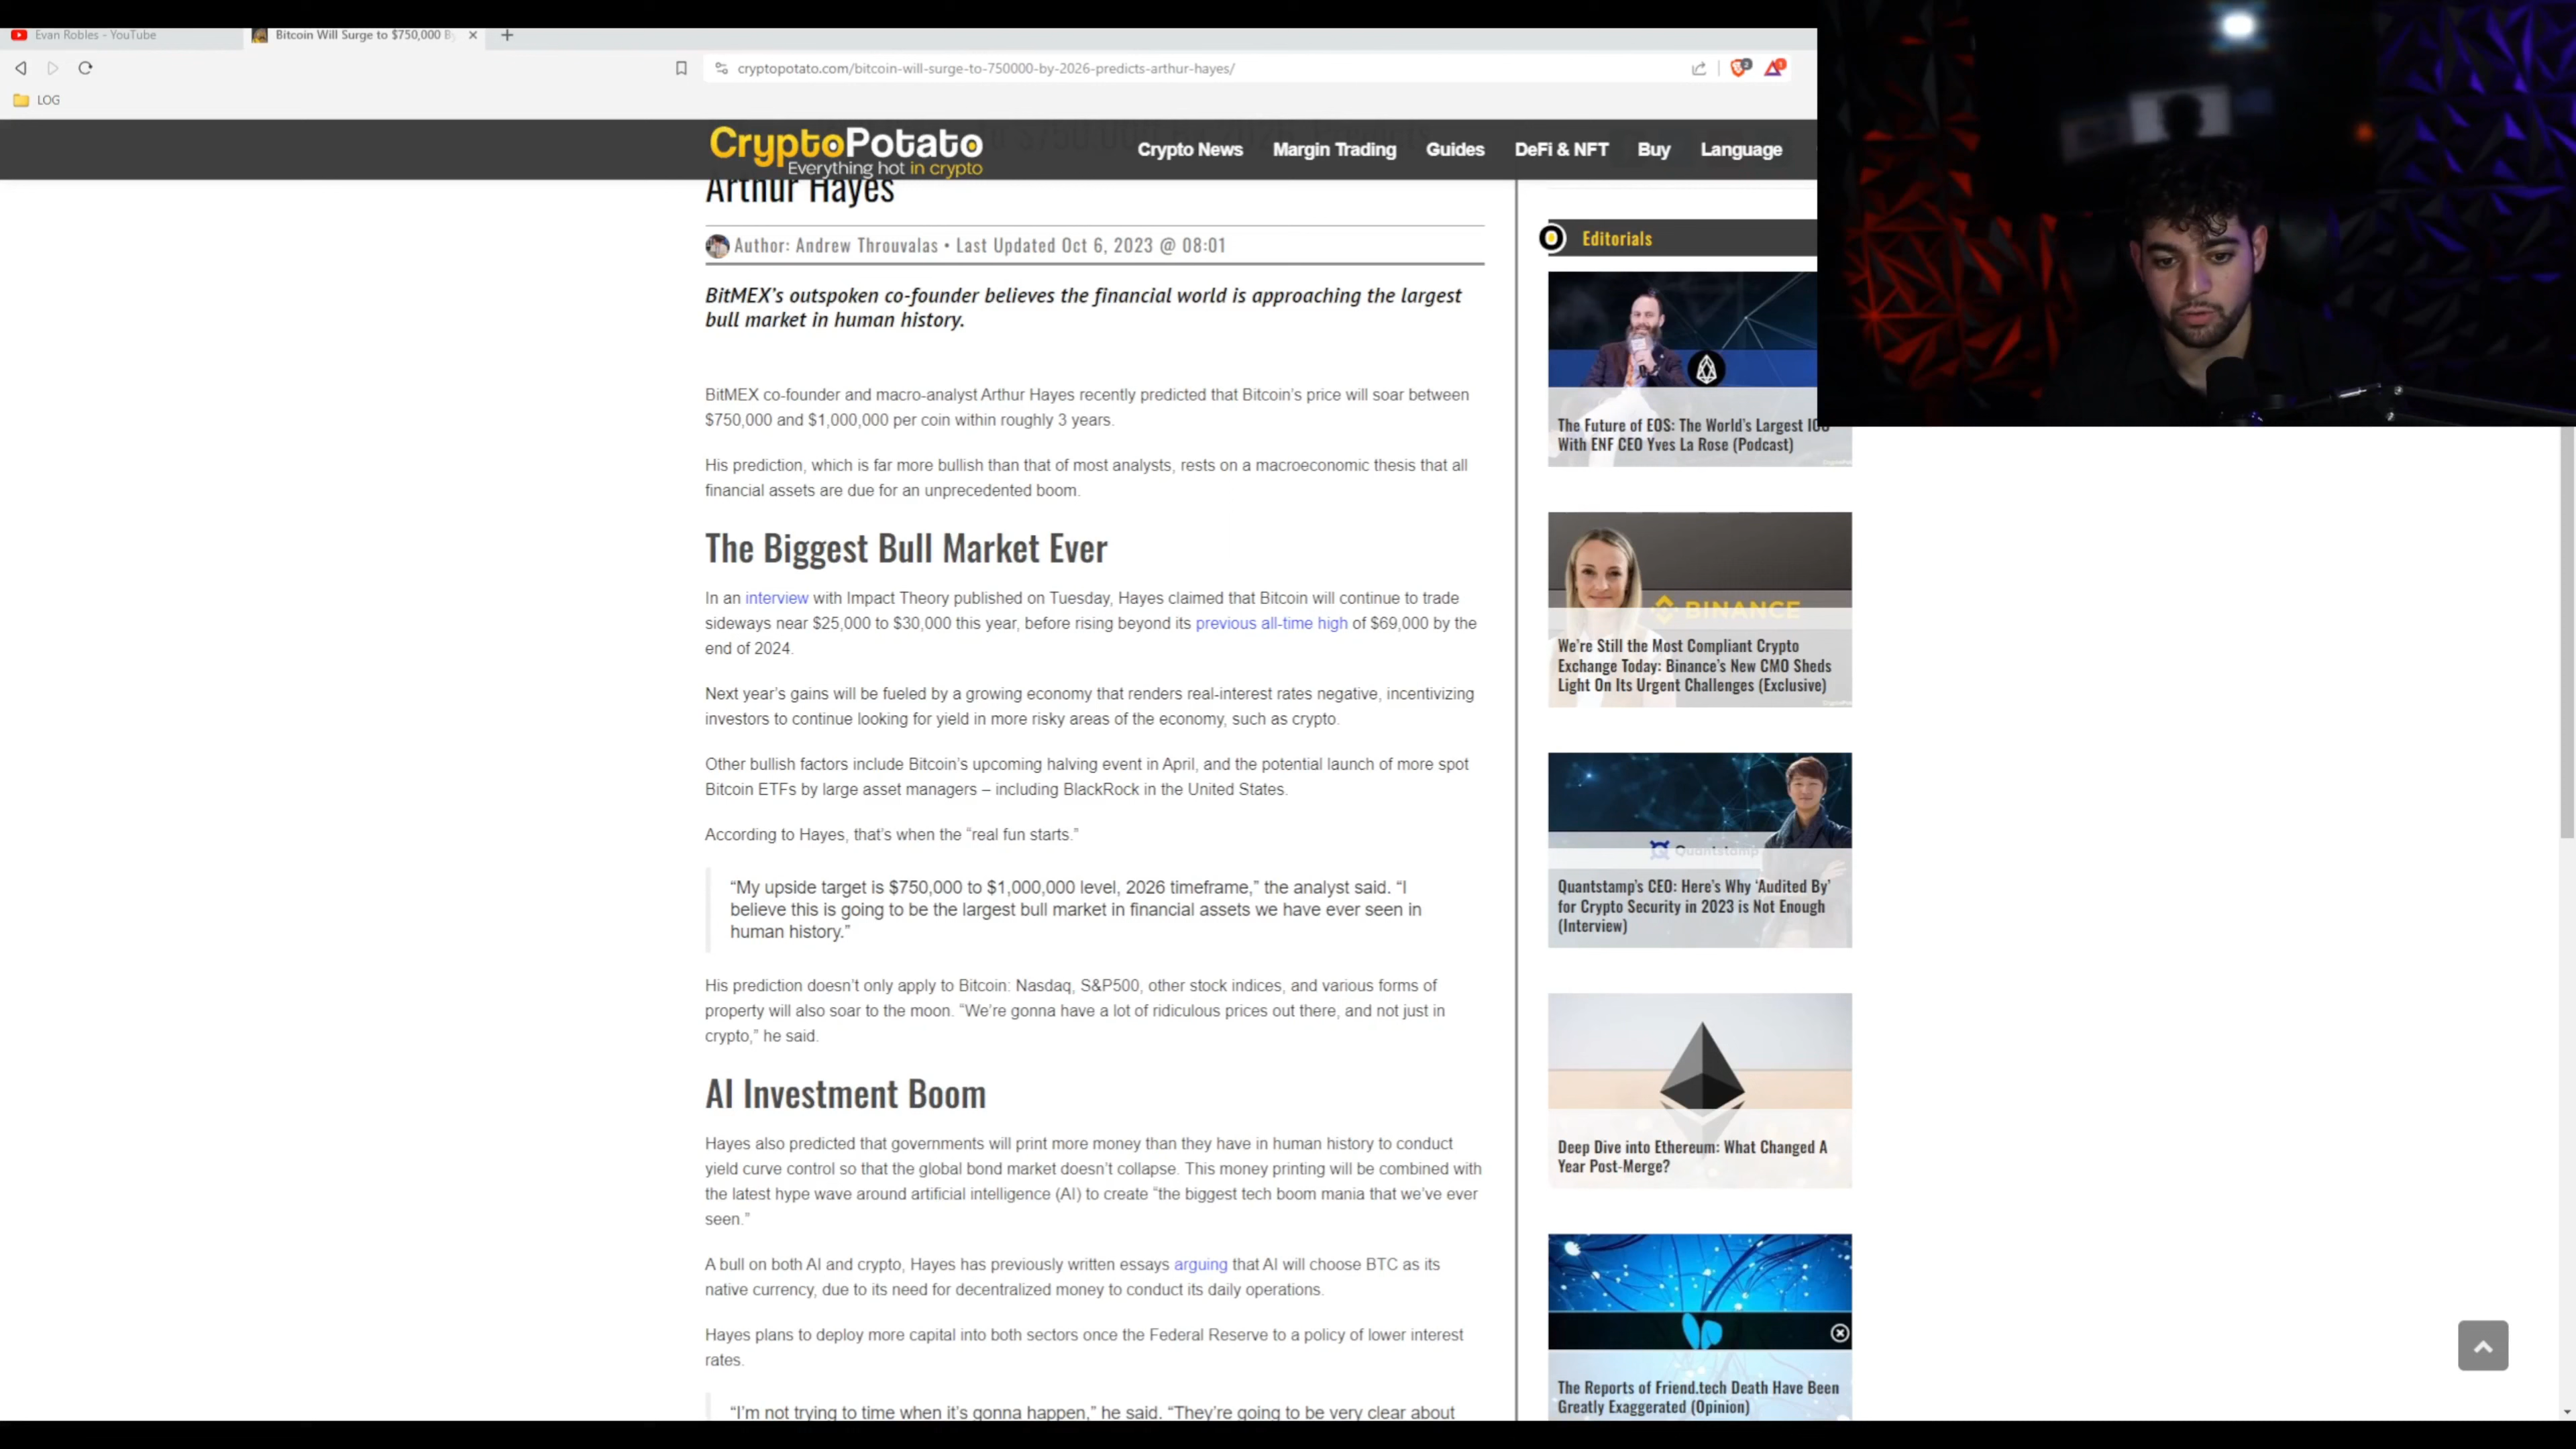 Evan Robles - YouTube
Bitcoin Will Surge to $750,000 By
cryptopotato.com/bitcoin-will-surge-to-750000-by-2026-predicts-arthur-hayes/
LOG
CryptoPotato
Everything hot in crypto
Crypto News
Margin Trading
Guides
DeFi & NFT
Buy
Language
Arthur Hayes
Author: Andrew Throuvalas • Last Updated Oct 6, 2023 @ 08:01
BitMEX’s outspoken co-founder believes the financial world is approaching the largest
bull market in human history.
BitMEX co-founder and macro-analyst Arthur Hayes recently predicted that Bitcoin’s price will soar between
$750,000 and $1,000,000 per coin within roughly 3 years.
His prediction, which is far more bullish than that of most analysts, rests on a macroeconomic thesis that all
financial assets are due for an unprecedented boom.
The Biggest Bull Market Ever
In an interview with Impact Theory published on Tuesday, Hayes claimed that Bitcoin will continue to trade
sideways near $25,000 to $30,000 this year, before rising beyond its previous all-time high of $69,000 by the
end of 2024.
Next year’s gains will be fueled by a growing economy that renders real-interest rates negative, incentivizing
investors to continue looking for yield in more risky areas of the economy, such as crypto.
Other bullish factors include Bitcoin’s upcoming halving event in April, and the potential launch of more spot
Bitcoin ETFs by large asset managers – including BlackRock in the United States.
According to Hayes, that’s when the “real fun starts.”
“My upside target is $750,000 to $1,000,000 level, 2026 timeframe,” the analyst said. “I
believe this is going to be the largest bull market in financial assets we have ever seen in
human history.”
His prediction doesn’t only apply to Bitcoin: Nasdaq, S&P500, other stock indices, and various forms of
property will also soar to the moon. “We’re gonna have a lot of ridiculous prices out there, and not just in
crypto,” he said.
AI Investment Boom
Hayes also predicted that governments will print more money than they have in human history to conduct
yield curve control so that the global bond market doesn’t collapse. This money printing will be combined with
the latest hype wave around artificial intelligence (AI) to create “the biggest tech boom mania that we’ve ever
seen.”
A bull on both AI and crypto, Hayes has previously written essays arguing that AI will choose BTC as its
native currency, due to its need for decentralized money to conduct its daily operations.
Hayes plans to deploy more capital into both sectors once the Federal Reserve to a policy of lower interest
rates.
“I’m not trying to time when it’s gonna happen,” he said. “They’re going to be very clear about
Editorials
The Future of EOS: The World’s Largest ICO
With ENF CEO Yves La Rose (Podcast)
BINANCE
We’re Still the Most Compliant Crypto
Exchange Today: Binance’s New CMO Sheds
Light On Its Urgent Challenges (Exclusive)
Quantstamp
Quantstamp’s CEO: Here’s Why ‘Audited By’
for Crypto Security in 2023 is Not Enough
(Interview)
Deep Dive into Ethereum: What Changed A
Year Post-Merge?
The Reports of Friend.tech Death Have Been
Greatly Exaggerated (Opinion)